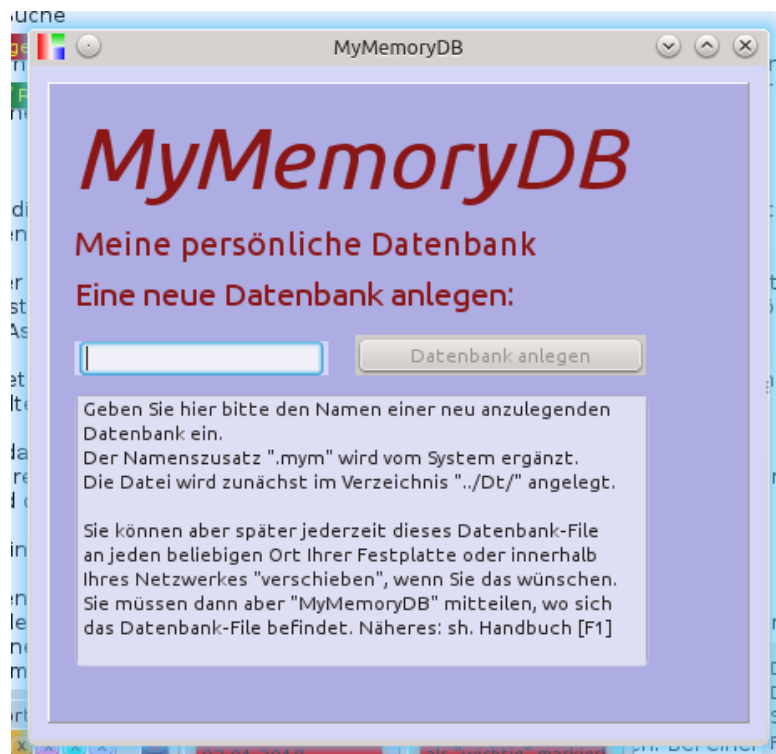 Suche
MyMemoryDB
MyMemoryDB
Meine persönliche Datenbank
Eine neue Datenbank anlegen:
Datenbank anlegen
Geben Sie hier bitte den Namen einer neu anzulegenden
Datenbank ein.
Der Namenszusatz ".mym" wird vom System ergänzt.
Die Datei wird zunächst im Verzeichnis "../Dt/" angelegt.
Sie können aber später jederzeit dieses Datenbank-File
an jeden beliebigen Ort Ihrer Festplatte oder innerhalb
Ihres Netzwerkes "verschieben", wenn Sie das wünschen.
Sie müssen dann aber "MyMemoryDB" mitteilen, wo sich
das Datenbank-File befindet. Näheres: sh. Handbuch [F1]